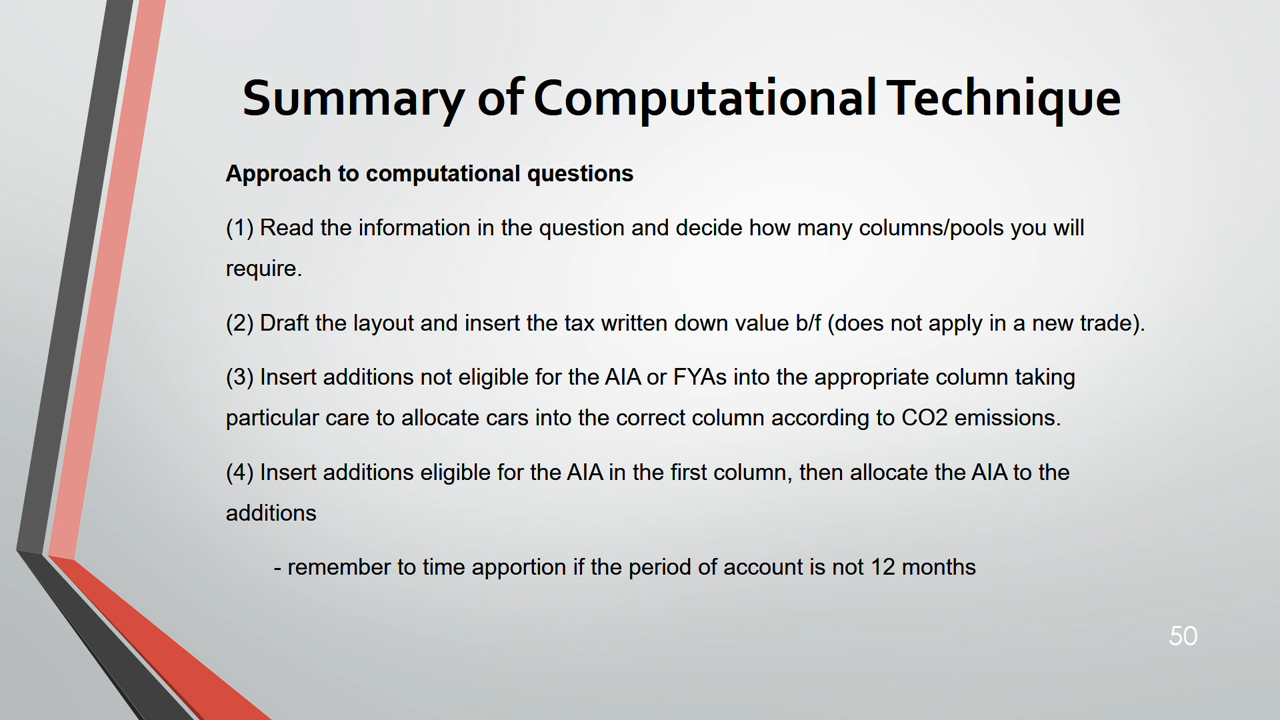 Summary of Computational Technique
Approach to computational questions
(1) Read the information in the question and decide how many columns/pools you will
require.
(2) Draft the layout and insert the tax written down value b/f (does not apply in a new trade).
(3) Insert additions not eligible for the AIA or FYAs into the appropriate column taking
particular care to allocate cars into the correct column according to CO2 emissions.
(4) Insert additions eligible for the AIA in the first column, then allocate the AIA to the
additions
- remember to time apportion if the period of account is not 12 months
50